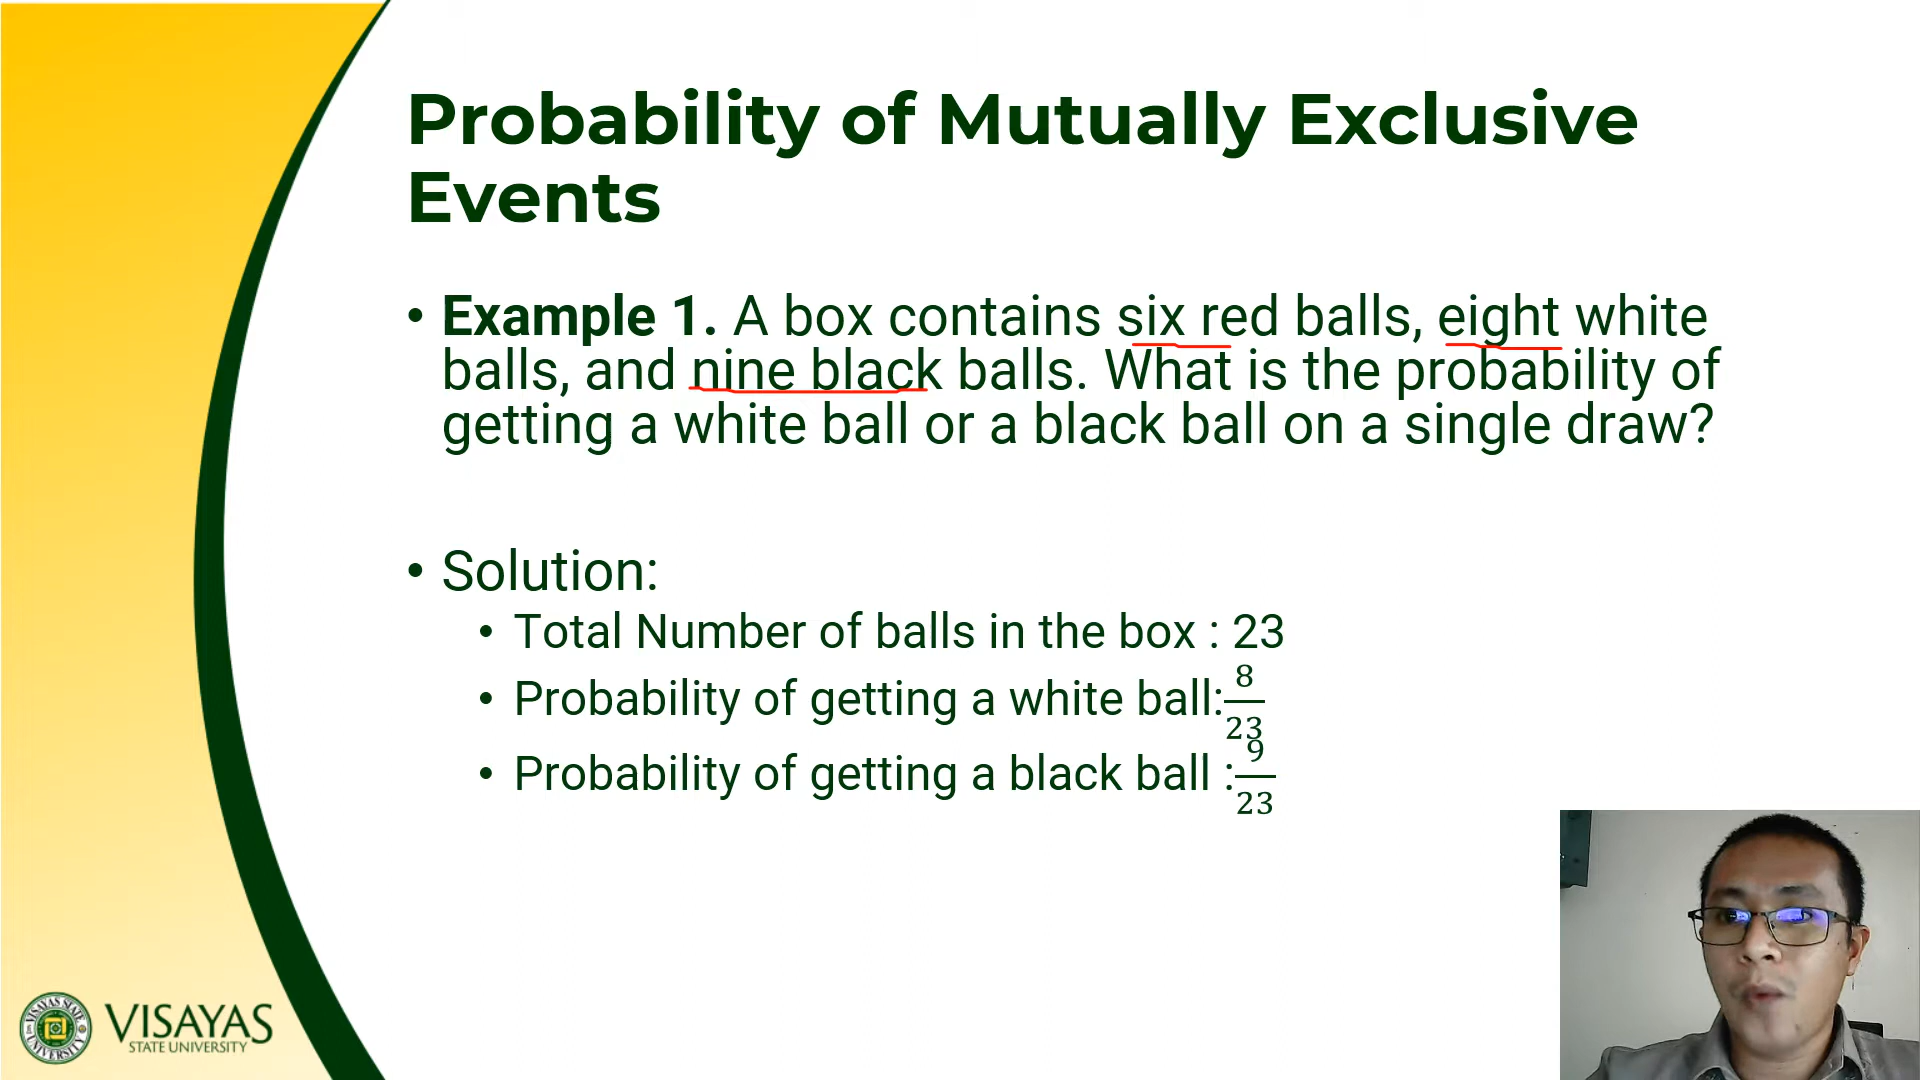 Probability of Mutually Exclusive
Events
• Example 1. A box contains six red balls, eight white
balls, and nine black balls. What is the probability of
getting a white ball or a black ball on a single draw?
• Solution:
• Total Number of balls in the box : 23
• Probability of getting a white ball: 8/23
• Probability of getting a black ball : 9/23
VISAYAS
STATE UNIVERSITY
VISAYAS STATE
UNIVERSITY